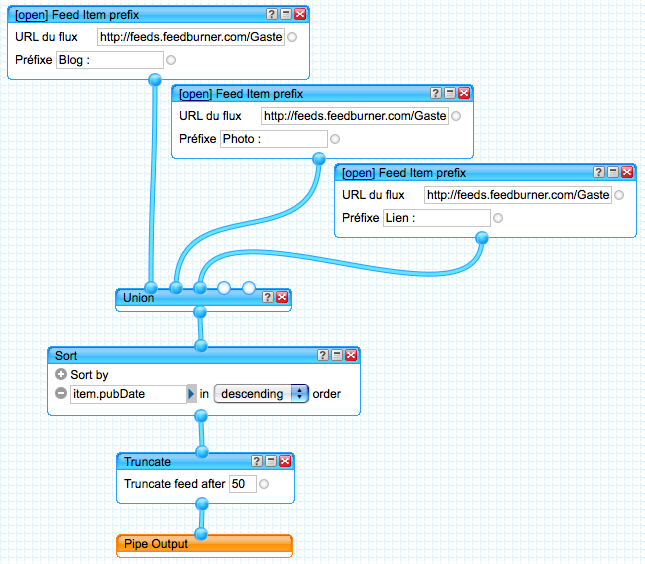 [open] Feed Item prefix
URL du flux http://feeds.feedburner.com/Gaste
Préfixe Blog :
[open] Feed Item prefix
URL du flux http://feeds.feedburner.com/Gaste
Préfixe Photo :
[open] Feed Item prefix
URL du flux http://feeds.feedburner.com/Gaste
Préfixe Lien :
Union
Sort
Sort by
item.pubDate in descending order
Truncate
Truncate feed after 50
Pipe Output